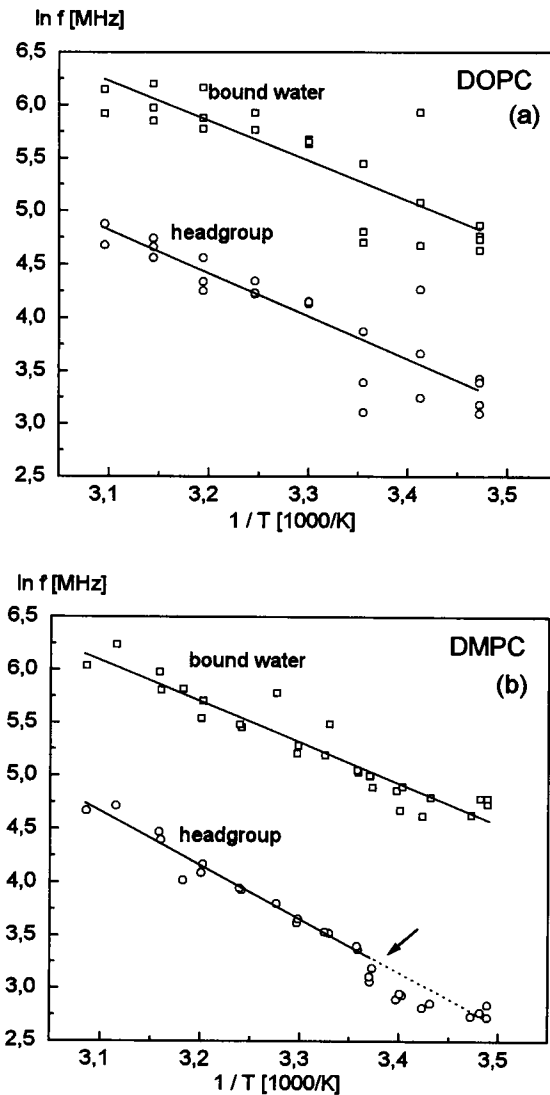 ln f [MHz]
6,5
6,0
5,5
5,0
4,5
4,0
3,5
3,0
2,5
bound water
DOPC
(a)
headgroup
3,1 3,2 3,3 3,4 3,5
1 / T [1000/K]
ln f [MHz]
6,5
6,0
5,5
5,0
4,5
4,0
3,5
3,0
2,5
bound water
DMPC
(b)
headgroup
3,1 3,2 3,3 3,4 3,5
1 / T [1000/K]